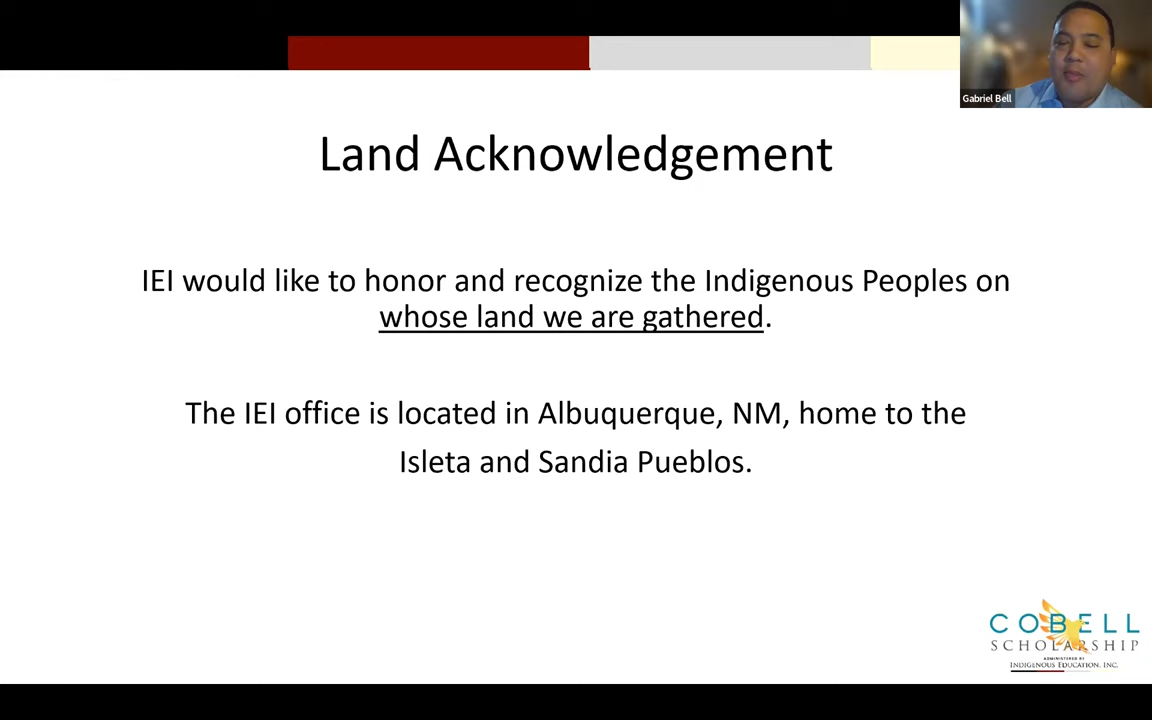 Gabriel Bell
Land Acknowledgement
IEI would like to honor and recognize the Indigenous Peoples on
whose land we are gathered.
The IEI office is located in Albuquerque, NM, home to the
Isleta and Sandia Pueblos.
COBELL
SCHOLARSHIP
ADMINISTERED BY
INDIGENOUS EDUCATION, INC.